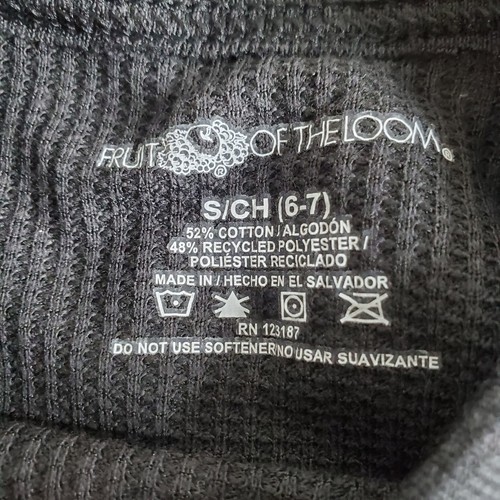 FRUIT OF THE LOOM®
S/CH (6-7)
52% COTTON / ALGODÓN
48% RECYCLED POLYESTER /
POLIÉSTER RECICLADO
MADE IN / HECHO EN EL SALVADOR
RN 123187
DO NOT USE SOFTENER/NO USAR SUAVIZANTE